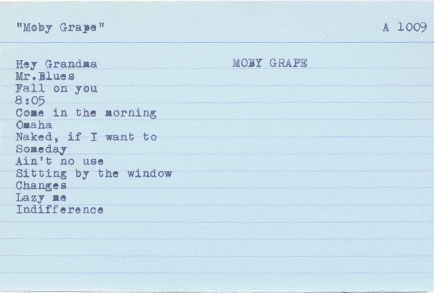 "Moby Grape" A 1009
Hey Grandma MOBY GRAPE
Mr.Blues
Fall on you
8:05
Come in the morning
Omaha
Naked, if I want to
Someday
Ain't no use
Sitting by the window
Changes
Lazy me
Indifference